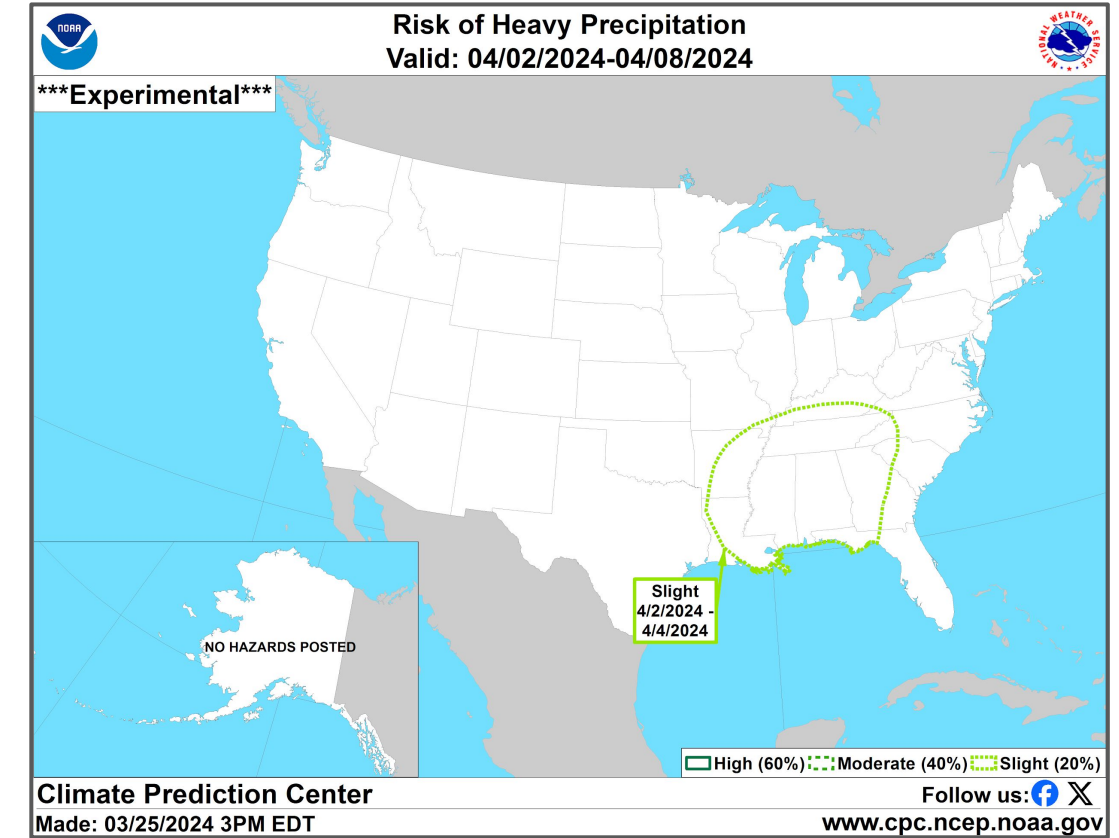 NOAA
Risk of Heavy Precipitation
Valid: 04/02/2024-04/08/2024
NATIONAL WEATHER SERVICE
***Experimental***
Slight
4/2/2024 -
4/4/2024
NO HAZARDS POSTED
High (60%) Moderate (40%) Slight (20%)
Climate Prediction Center
Follow us:
Made: 03/25/2024 3PM EDT
www.cpc.ncep.noaa.gov